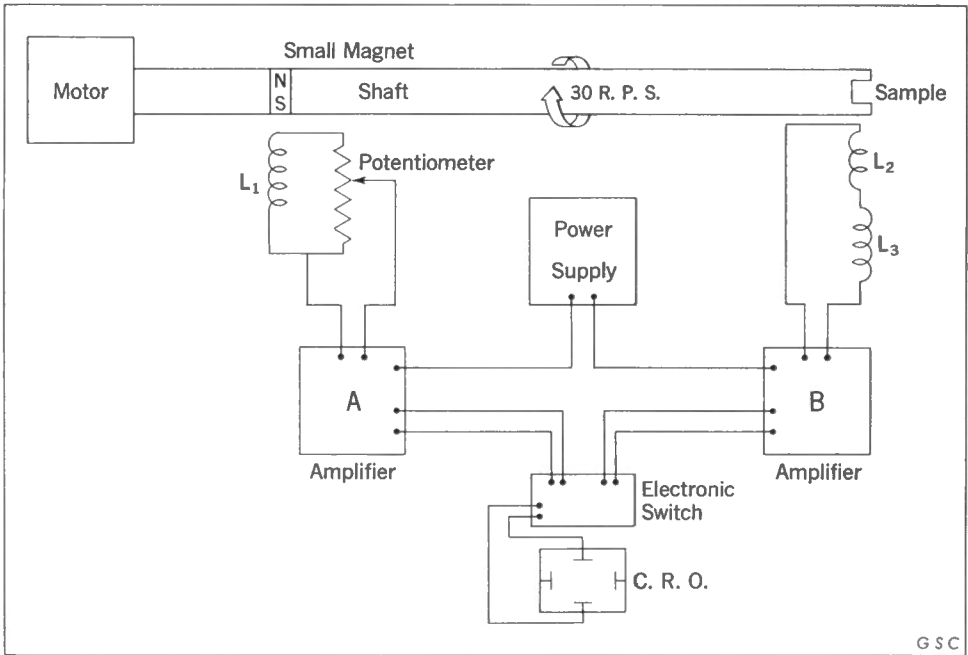 Small Magnet
Motor
N
S
Shaft
30 R. P. S.
Sample
L₁
Potentiometer
L₂
L₃
Power
Supply
A
Amplifier
B
Amplifier
Electronic
Switch
C. R. O.
GSC